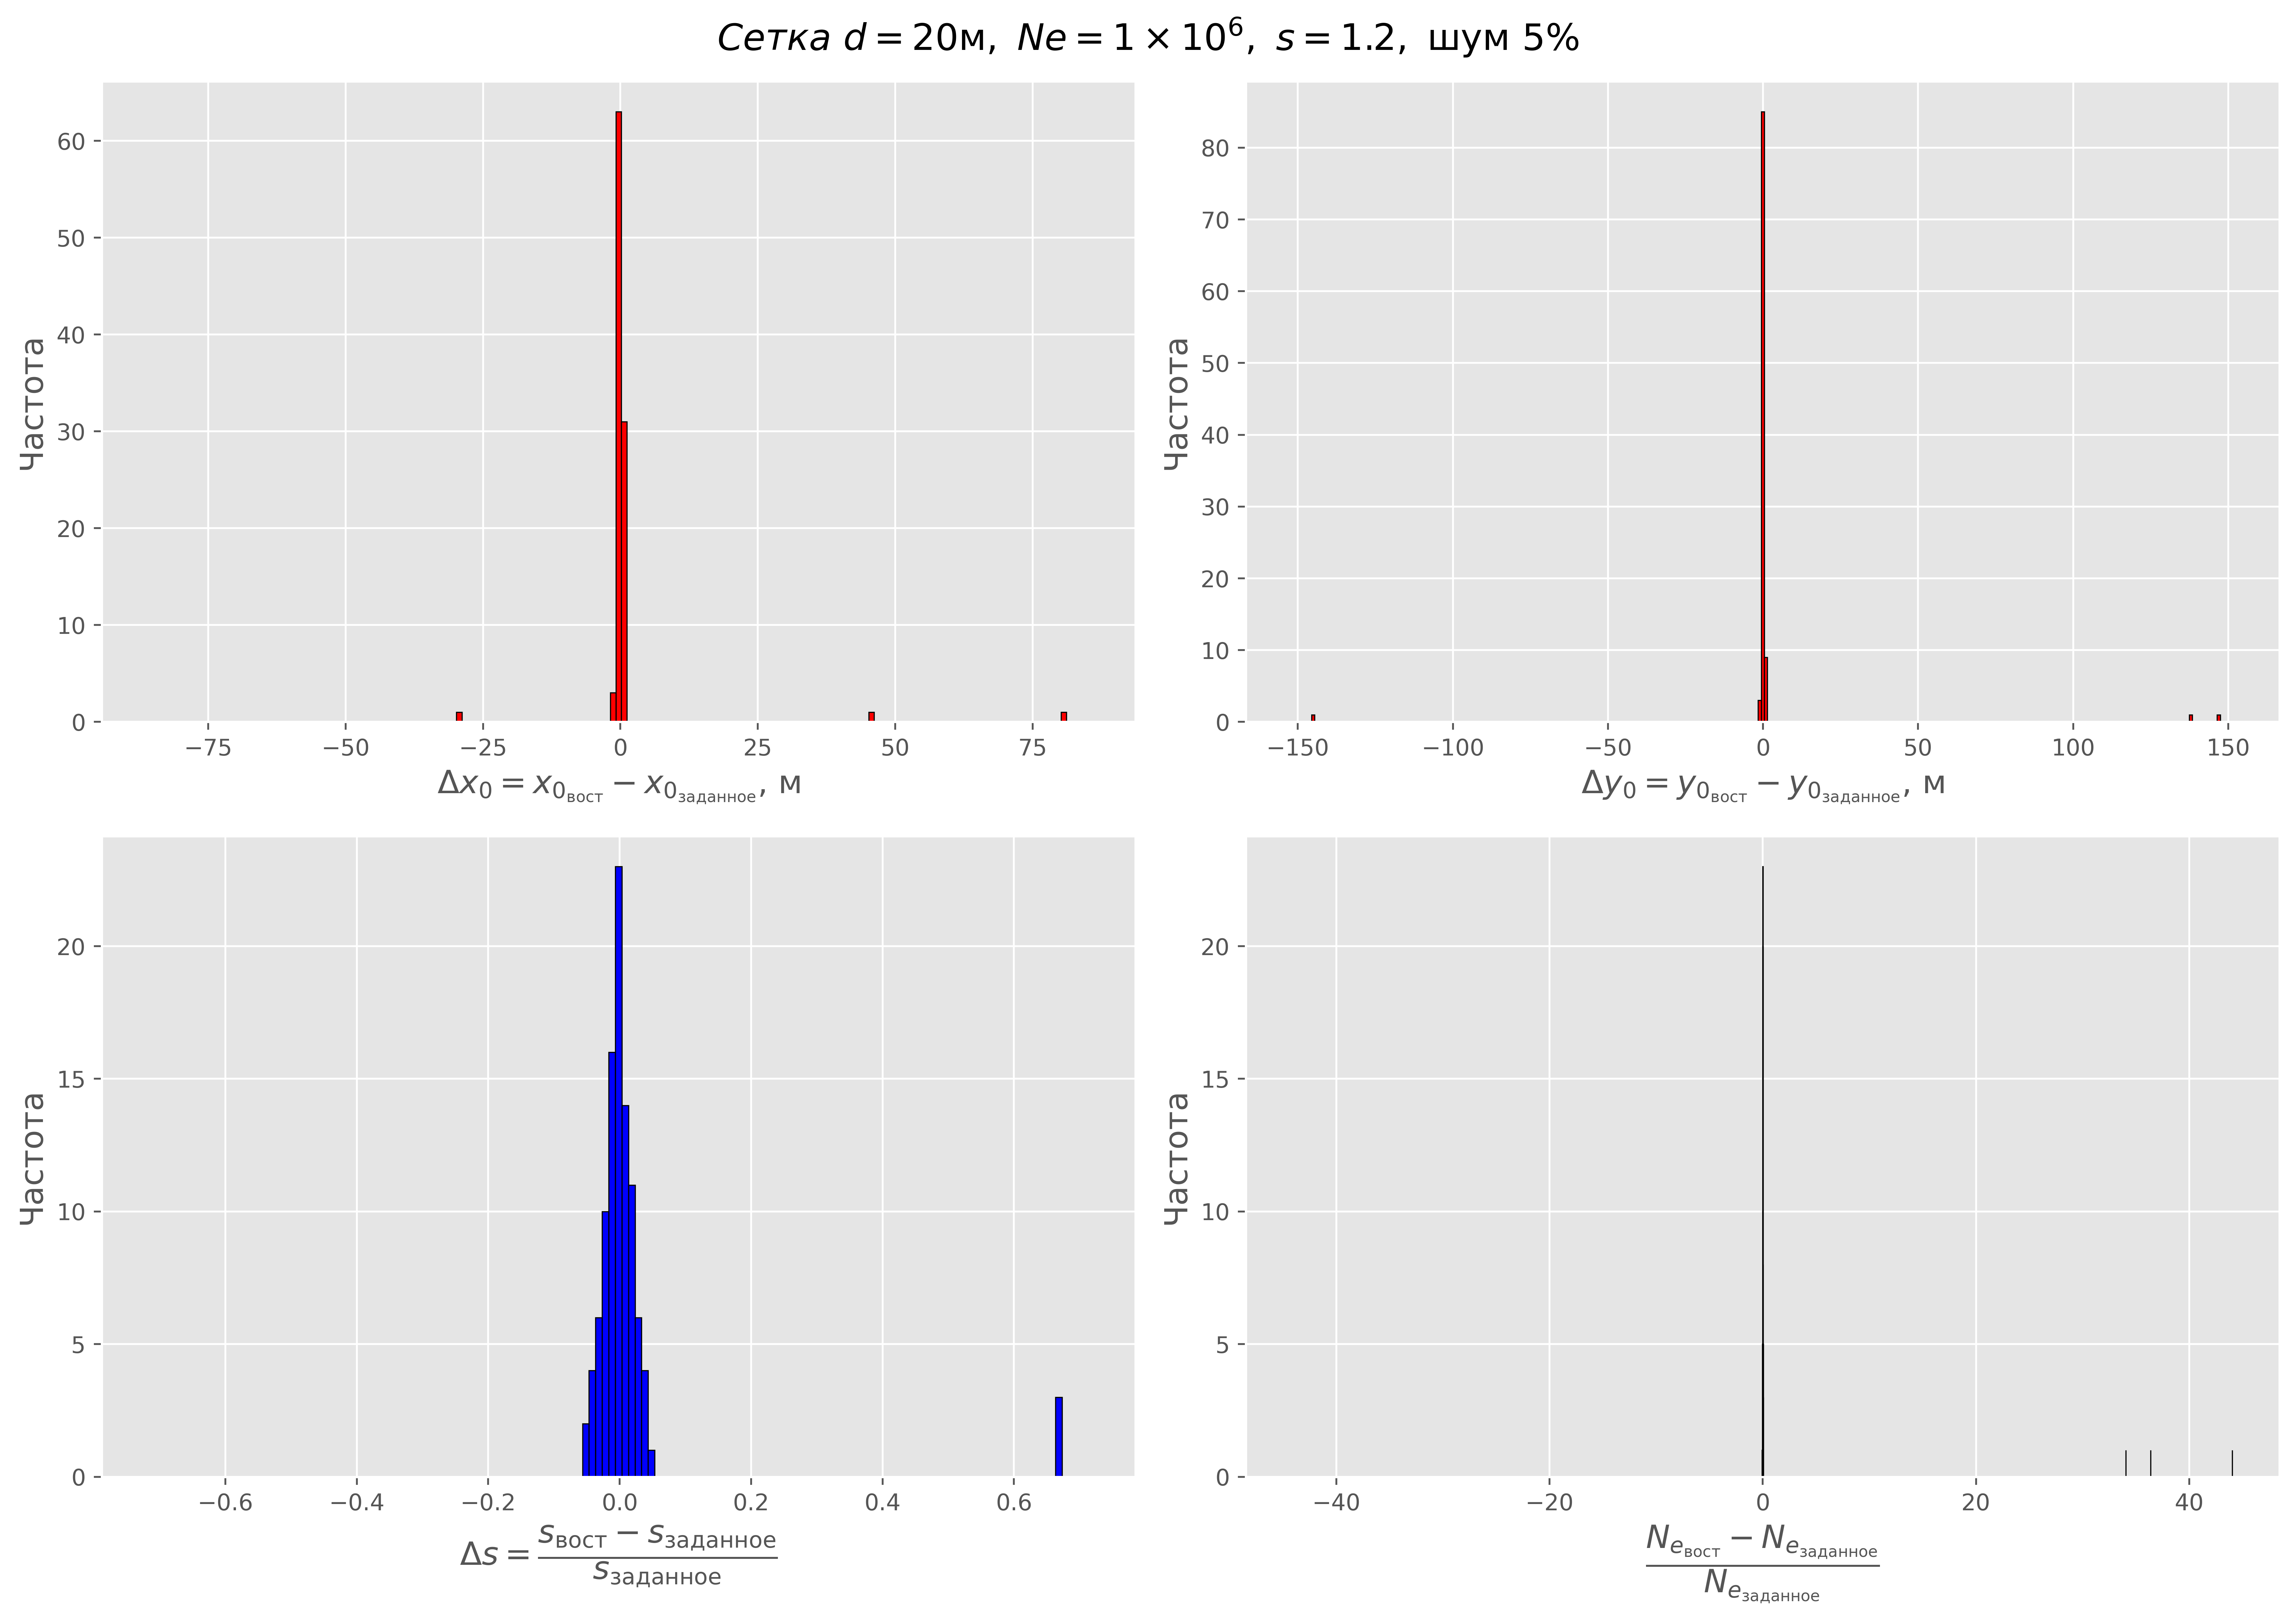 Сетка d = 20м, Ne = 1 × 10⁶, s = 1.2, шум 5%
Частота
60
50
40
30
20
10
0
−75 −50 −25 0 25 50 75
Δx₀ = x₀вост − x₀заданное, м
Частота
80
70
60
50
40
30
20
10
0
−150 −100 −50 0 50 100 150
Δy₀ = y₀вост − y₀заданное, м
Частота
20
15
10
5
0
−0.6 −0.4 −0.2 0.0 0.2 0.4 0.6
Δs = (sвост − sзаданное) / sзаданное
Частота
20
15
10
5
0
−40 −20 0 20 40
Nₑвост − Nₑзаданное
Nₑзаданное